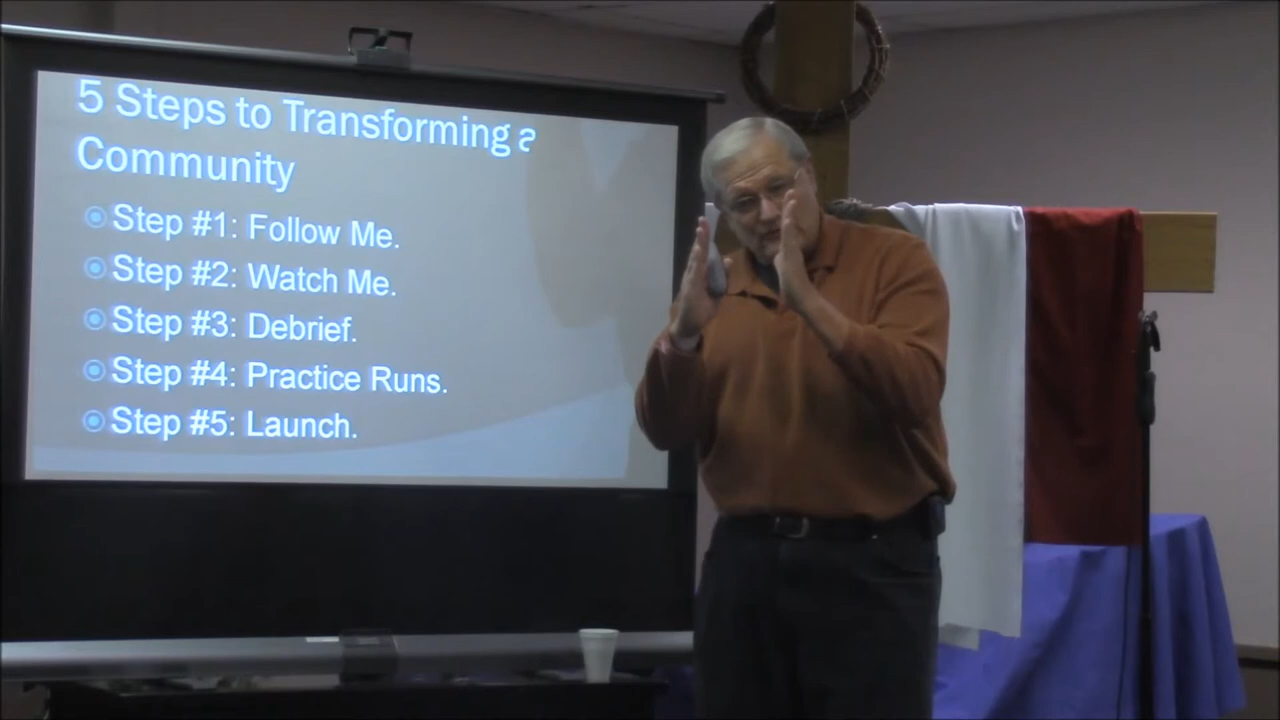 5 Steps to Transforming a
Community
Step #1: Follow Me.
Step #2: Watch Me.
Step #3: Debrief.
Step #4: Practice Runs.
Step #5: Launch.